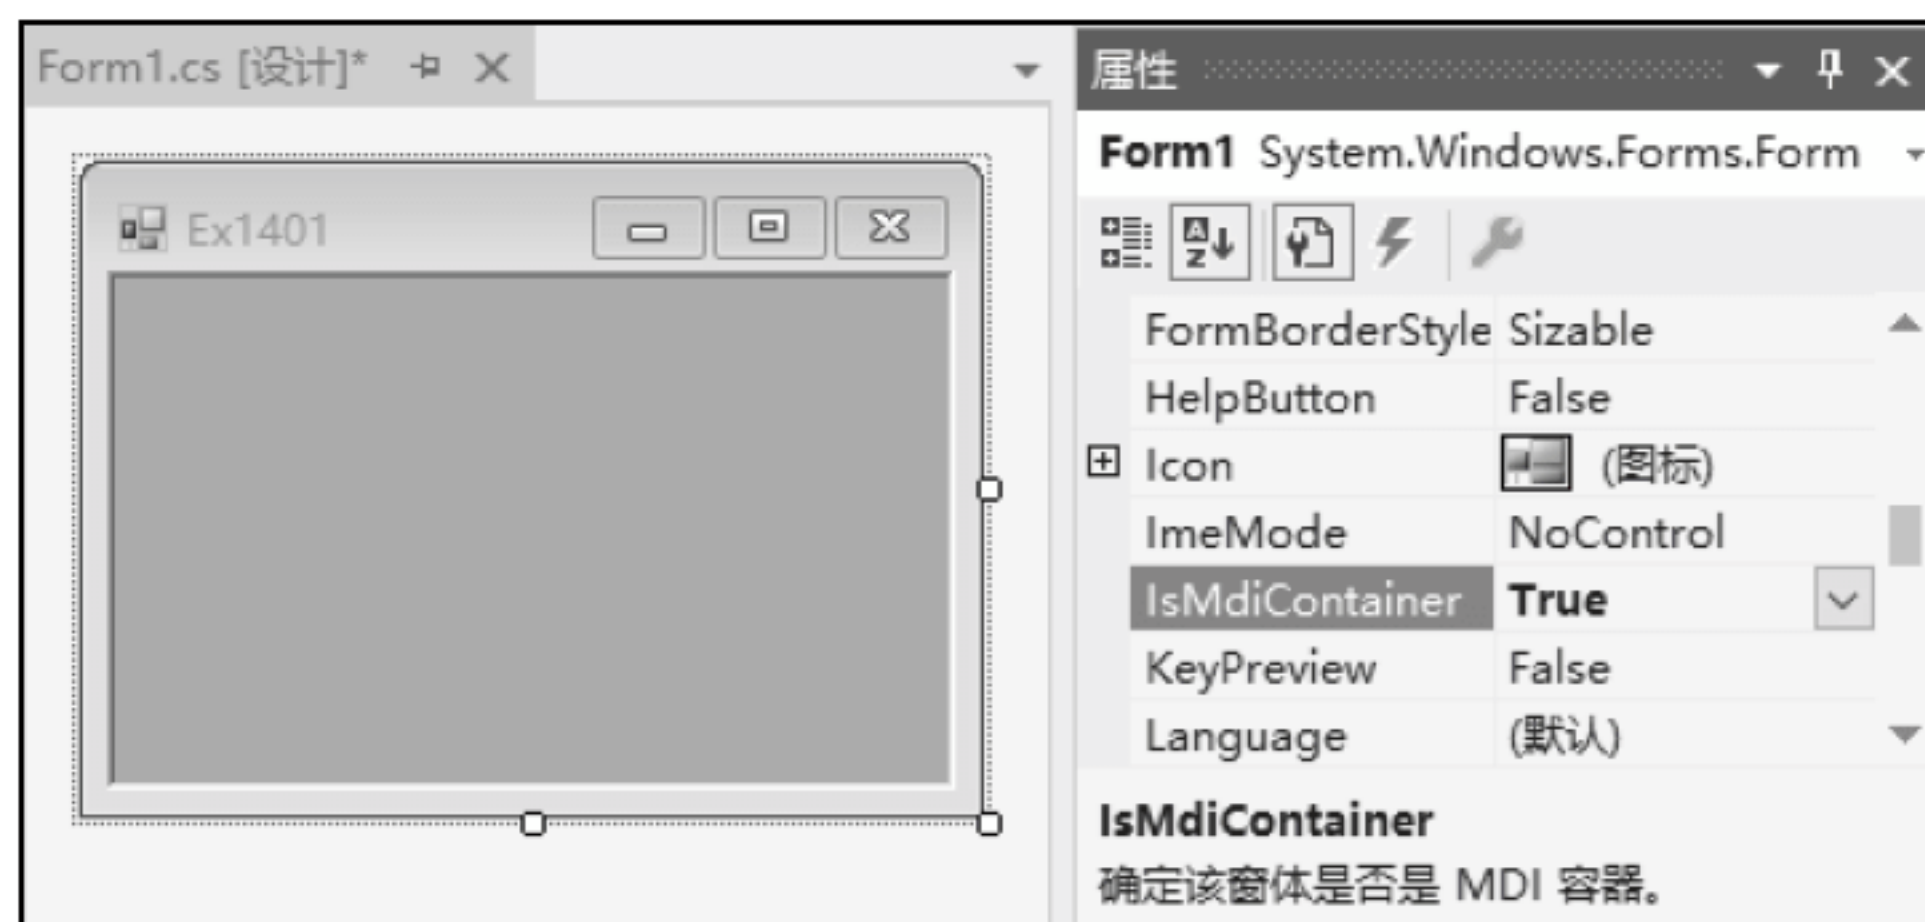 Form1.cs [设计]*
Ex1401
属性
Form1 System.Windows.Forms.Form
FormBorderStyle Sizable
HelpButton False
Icon (图标)
ImeMode NoControl
IsMdiContainer True
KeyPreview False
Language (默认)
IsMdiContainer
确定该窗体是否是 MDI 容器。